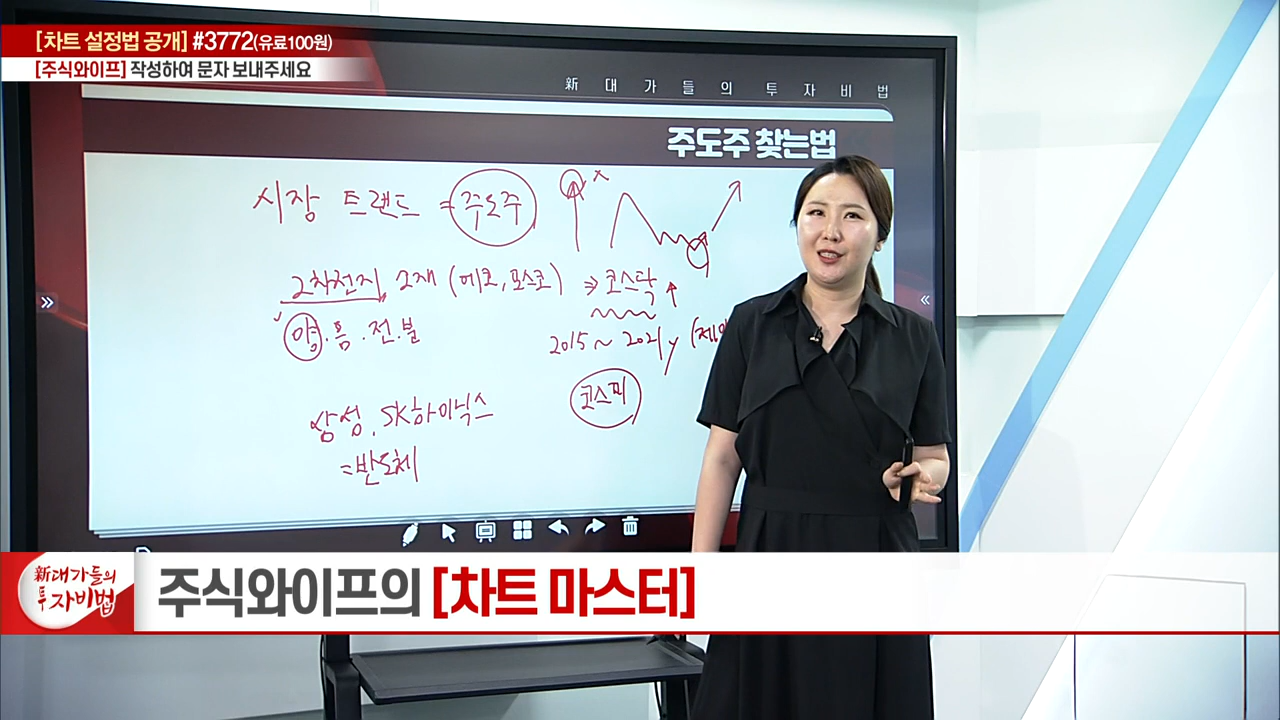 [차트 설정법 공개] #3772(유료100원)
[주식와이프] 작성하여 문자 보내주세요
新 대 가 들 의 투 자 비 법
주도주 찾는법
시장 트랜드 = 주도주 x
2차전지, 소재 (에코, 포스코) ⇒ 코스닥 ↑
영.흠.전.분
2015 ~ 2021y
코스피
삼성, SK하이닉스
=반도체
新대가들의 투자비법
주식와이프의 [차트 마스터]